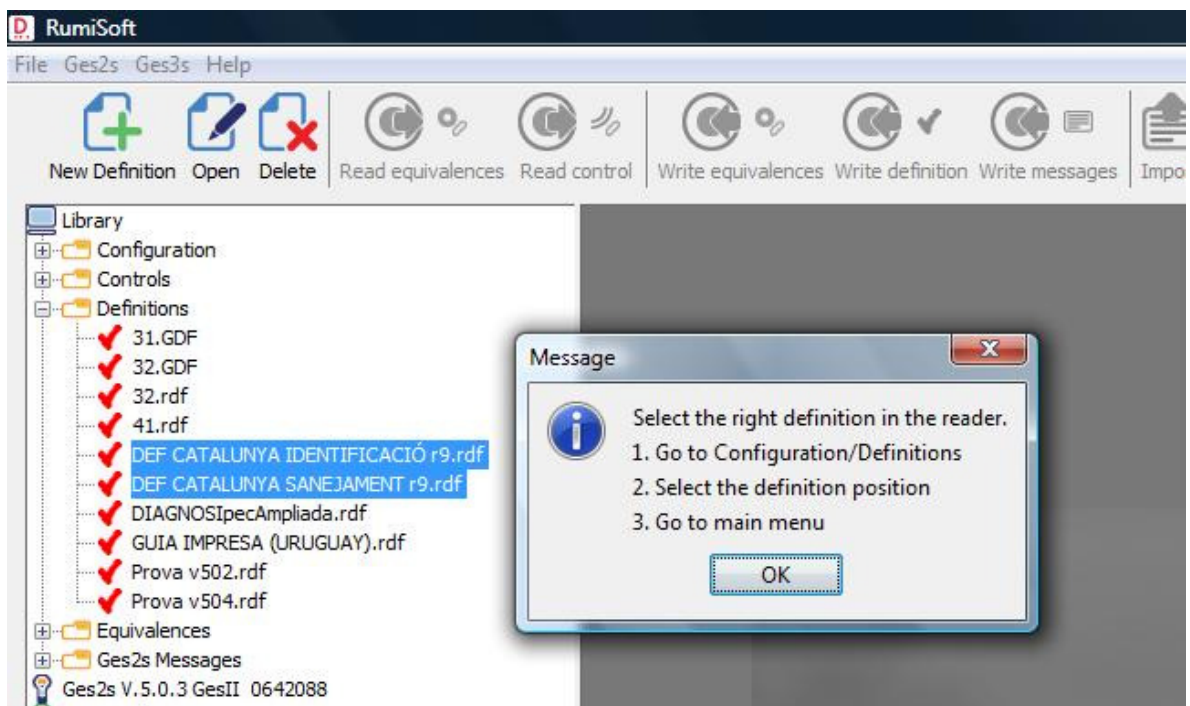 RumiSoft
File Ges2s Ges3s Help
New Definition Open Delete Read equivalences Read control Write equivalences Write definition Write messages Impo
Library
Configuration
Controls
Definitions
31.GDF
32.GDF
32.rdf
41.rdf
DEF CATALUNYA IDENTIFICACIÓ r9.rdf
DEF CATALUNYA SANEJAMENT r9.rdf
DIAGNOSIpecAmpliada.rdf
GUIA IMPRESA (URUGUAY).rdf
Prova v502.rdf
Prova v504.rdf
Equivalences
Ges2s Messages
Ges2s V.5.0.3 GesII 0642088
Message
Select the right definition in the reader.
1. Go to Configuration/Definitions
2. Select the definition position
3. Go to main menu
OK